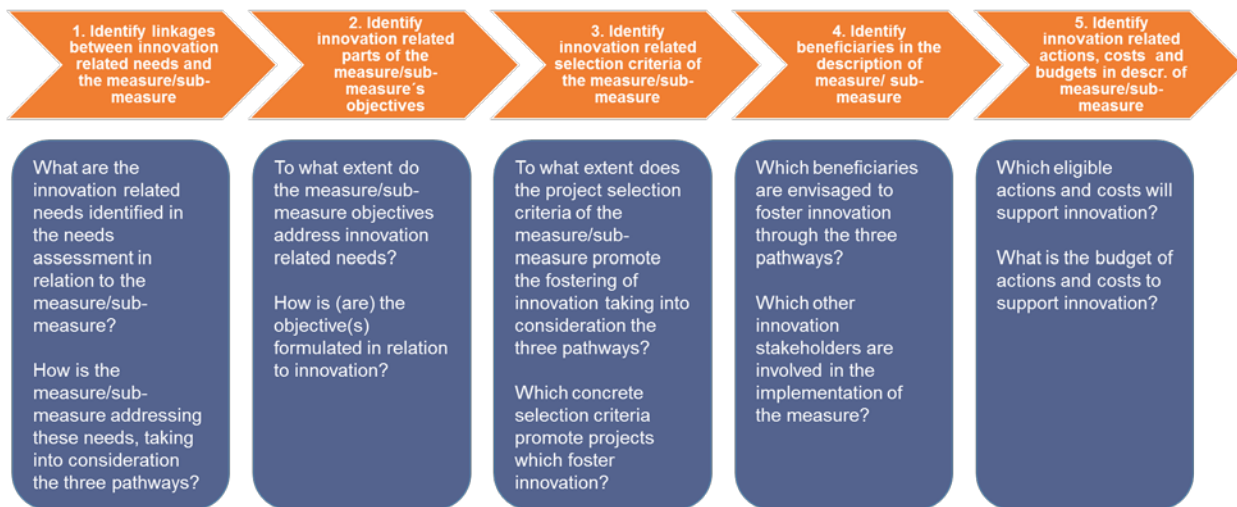 1. Identify linkages
between innovation
related needs and
the measure/sub-
measure
2. Identify
innovation related
parts of the
measure/sub-
measure´s
objectives
3. Identify
innovation related
selection criteria of
the measure/sub-
measure
4. Identify
beneficiaries in the
description of
measure/ sub-
measure
5. Identify
innovation related
actions, costs and
budgets in descr. of
measure/sub-
measure
What are the
innovation related
needs identified in
the needs
assessment in
relation to the
measure/sub-
measure?
How is the
measure/sub-
measure addressing
these needs, taking
into consideration
the three pathways?
To what extent do
the measure/sub-
measure objectives
address innovation
related needs?
How is (are) the
objective(s)
formulated in relation
to innovation?
To what extent does
the project selection
criteria of the
measure/sub-
measure promote
the fostering of
innovation taking into
consideration the
three pathways?
Which concrete
selection criteria
promote projects
which foster
innovation?
Which beneficiaries
are envisaged to
foster innovation
through the three
pathways?
Which other
innovation
stakeholders are
involved in the
implementation of
the measure?
Which eligible
actions and costs will
support innovation?
What is the budget of
actions and costs to
support innovation?